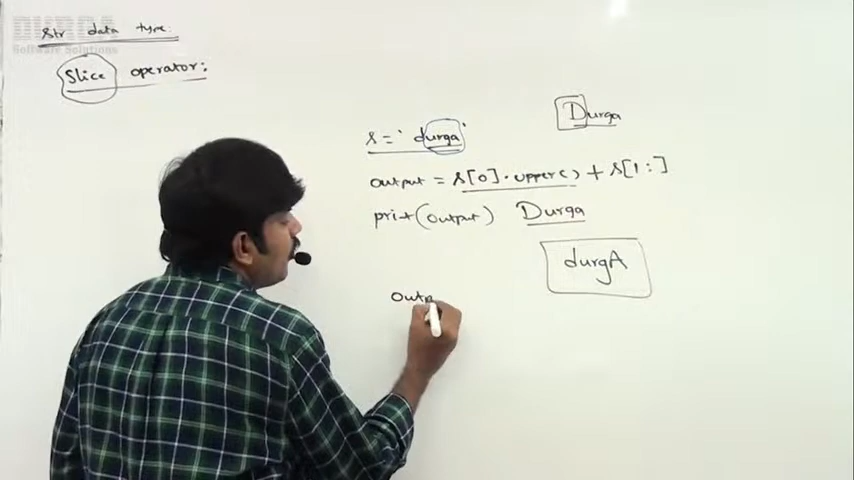 DURGA
Software Solutions
str data type:
Slice operator:
Durga
s = 'durga'
output = s[0].upper() + s[1:]
print(output) Durga
durgA
Outp